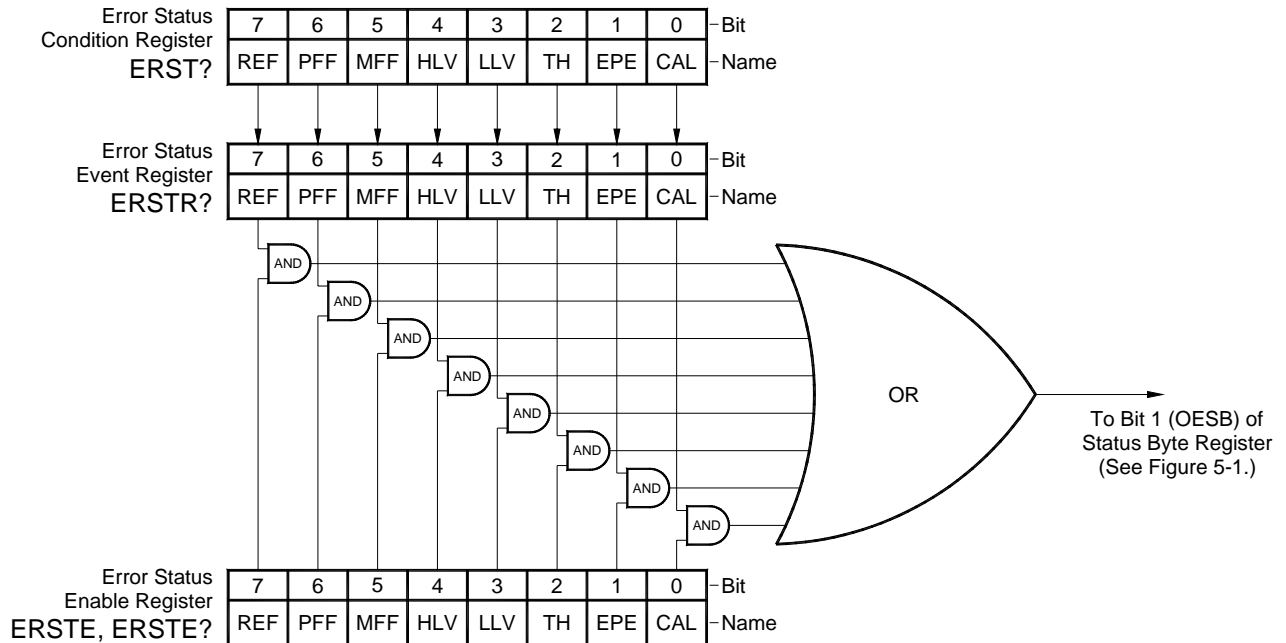 Error Status
Condition Register
ERST?
7 6 5 4 3 2 1 0 Bit
REF PFF MFF HLV LLV TH EPE CAL Name
Error Status
Event Register
ERSTR?
7 6 5 4 3 2 1 0 Bit
REF PFF MFF HLV LLV TH EPE CAL Name
AND
AND
AND
AND
AND
AND
AND
AND
OR
To Bit 1 (OESB) of
Status Byte Register
(See Figure 5-1.)
Error Status
Enable Register
ERSTE, ERSTE?
7 6 5 4 3 2 1 0 Bit
REF PFF MFF HLV LLV TH EPE CAL Name